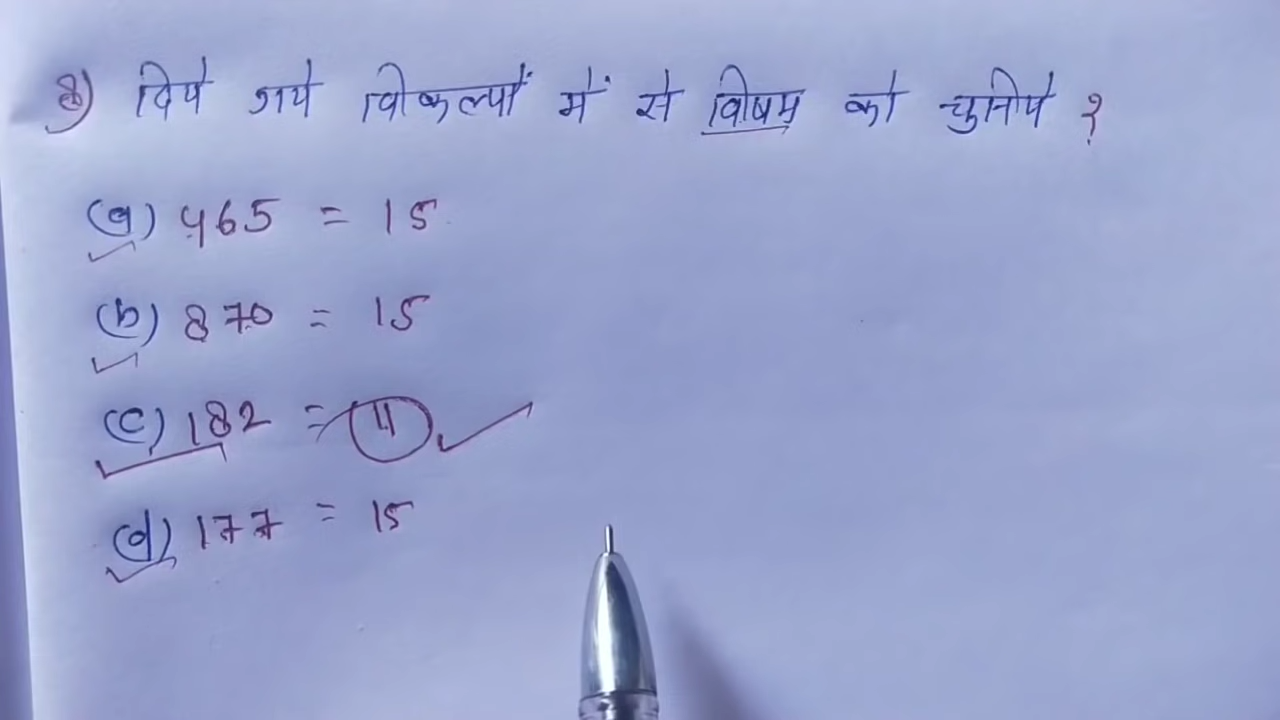 8) दिये गये विकल्पों में से विषम को चुनिये ?
(a) 465 = 15
(b) 870 = 15
(c) 182 = 11
(d) 177 = 15